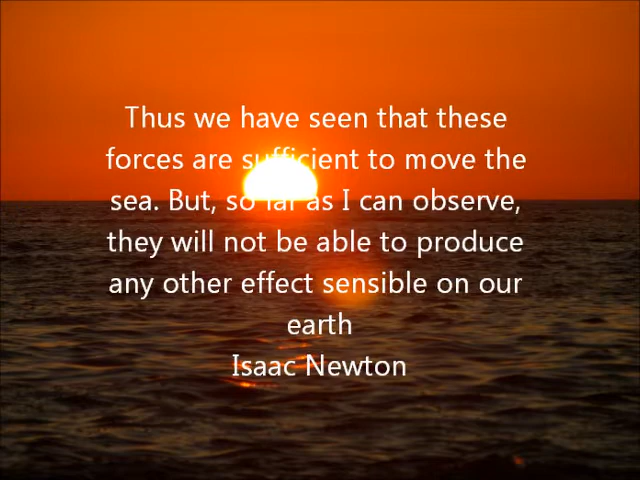 Thus we have seen that these
forces are sufficient to move the
sea. But, so far as I can observe,
they will not be able to produce
any other effect sensible on our
earth
Isaac Newton